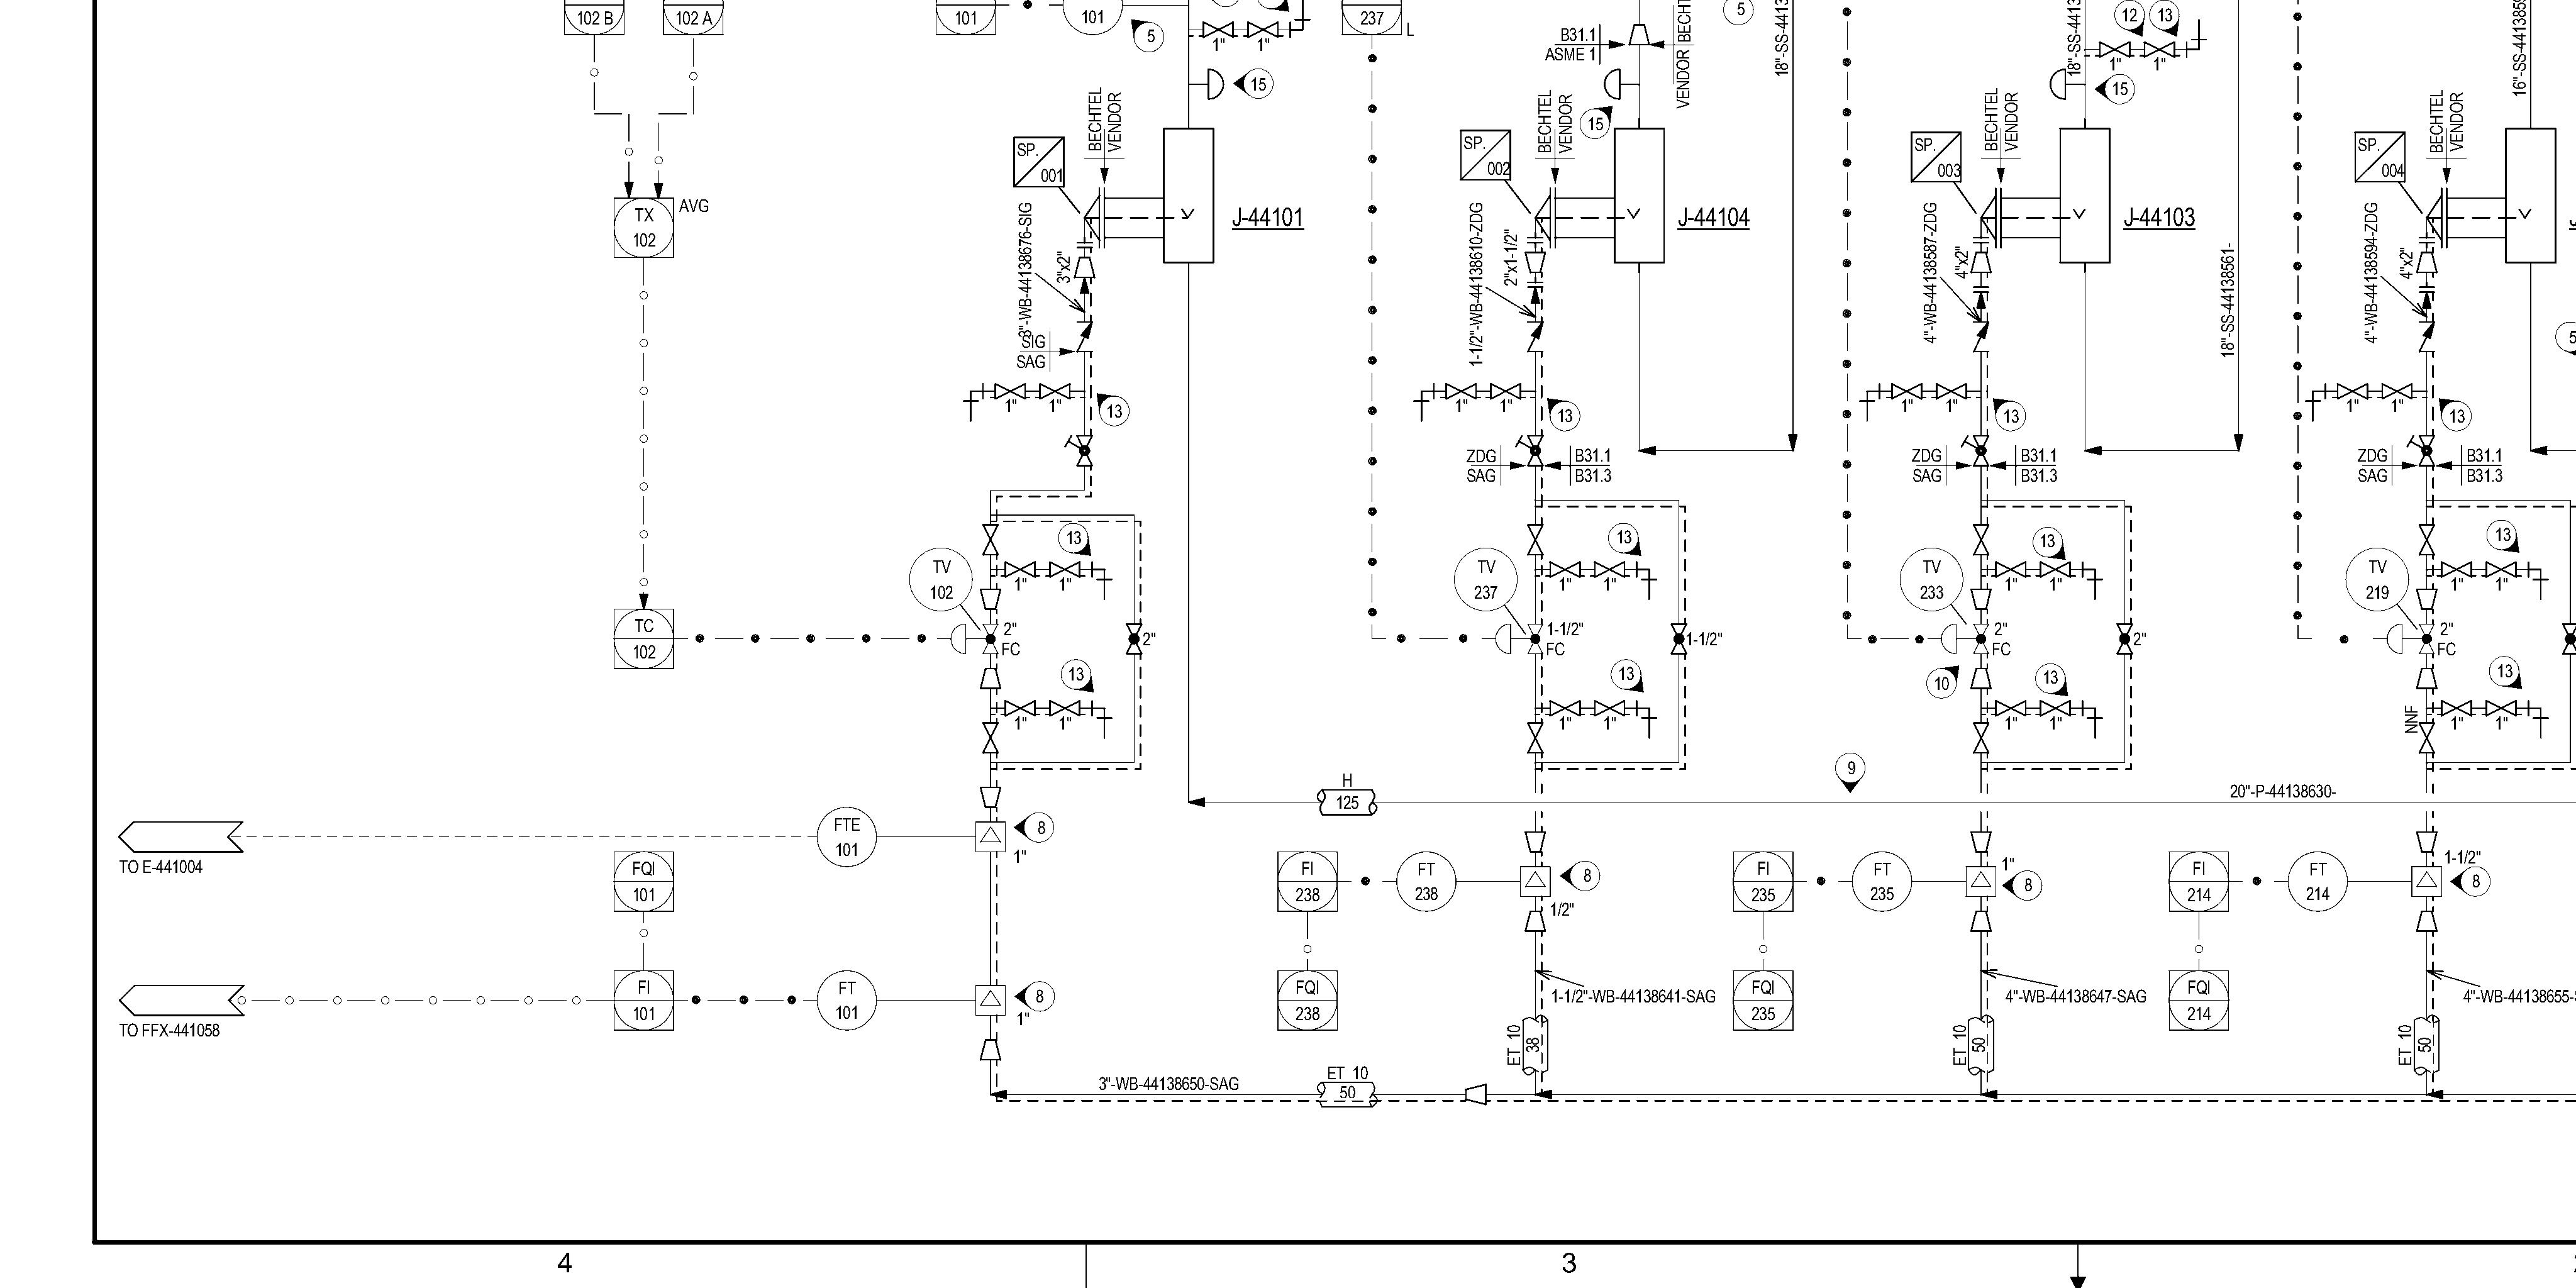 102 B
102 A
101
101
5
1"
1"
237
L
5
B31.1
ASME 1
VENDOR
12
13
1"
1"
15
15
15
BECHTEL
VENDOR
BECHTEL
VENDOR
BECHTEL
VENDOR
BECHTEL
VENDOR
SP.
001
SP.
002
SP.
003
SP.
004
TX
102
AVG
J-44101
J-44104
J-44103
3"-WB-44138676-SIG
3"x2"
1-1/2"-WB-44138610-ZDG
2"x1-1/2"
4"-WB-44138587-ZDG
4"x2"
18"-SS-44138561-
4"-WB-44138594-ZDG
4"x2"
5
SIG
SAG
1"
1"
13
1"
1"
13
1"
1"
13
1"
1"
13
ZDG
SAG
B31.1
B31.3
ZDG
SAG
B31.1
B31.3
ZDG
SAG
B31.1
B31.3
13
13
13
13
TV
102
1"
1"
TV
237
1"
1"
TV
233
1"
1"
TV
219
1"
1"
TC
102
2"
FC
2"
1-1/2"
FC
1-1/2"
2"
FC
2"
2"
FC
13
13
10
13
13
1"
1"
1"
1"
1"
1"
NNF
1"
1"
9
H
125
20"-P-44138630-
FTE
101
8
1"
TO E-441004
FQI
101
FI
238
FT
238
8
1/2"
FI
235
FT
235
1"
8
FI
214
FT
214
1-1/2"
8
FI
101
FT
101
8
1"
TO FFX-441058
FQI
238
1-1/2"-WB-44138641-SAG
FQI
235
4"-WB-44138647-SAG
FQI
214
4"-WB-44138655-
ET 10
38
ET 10
50
ET 10
50
3"-WB-44138650-SAG
ET 10
50
4
3